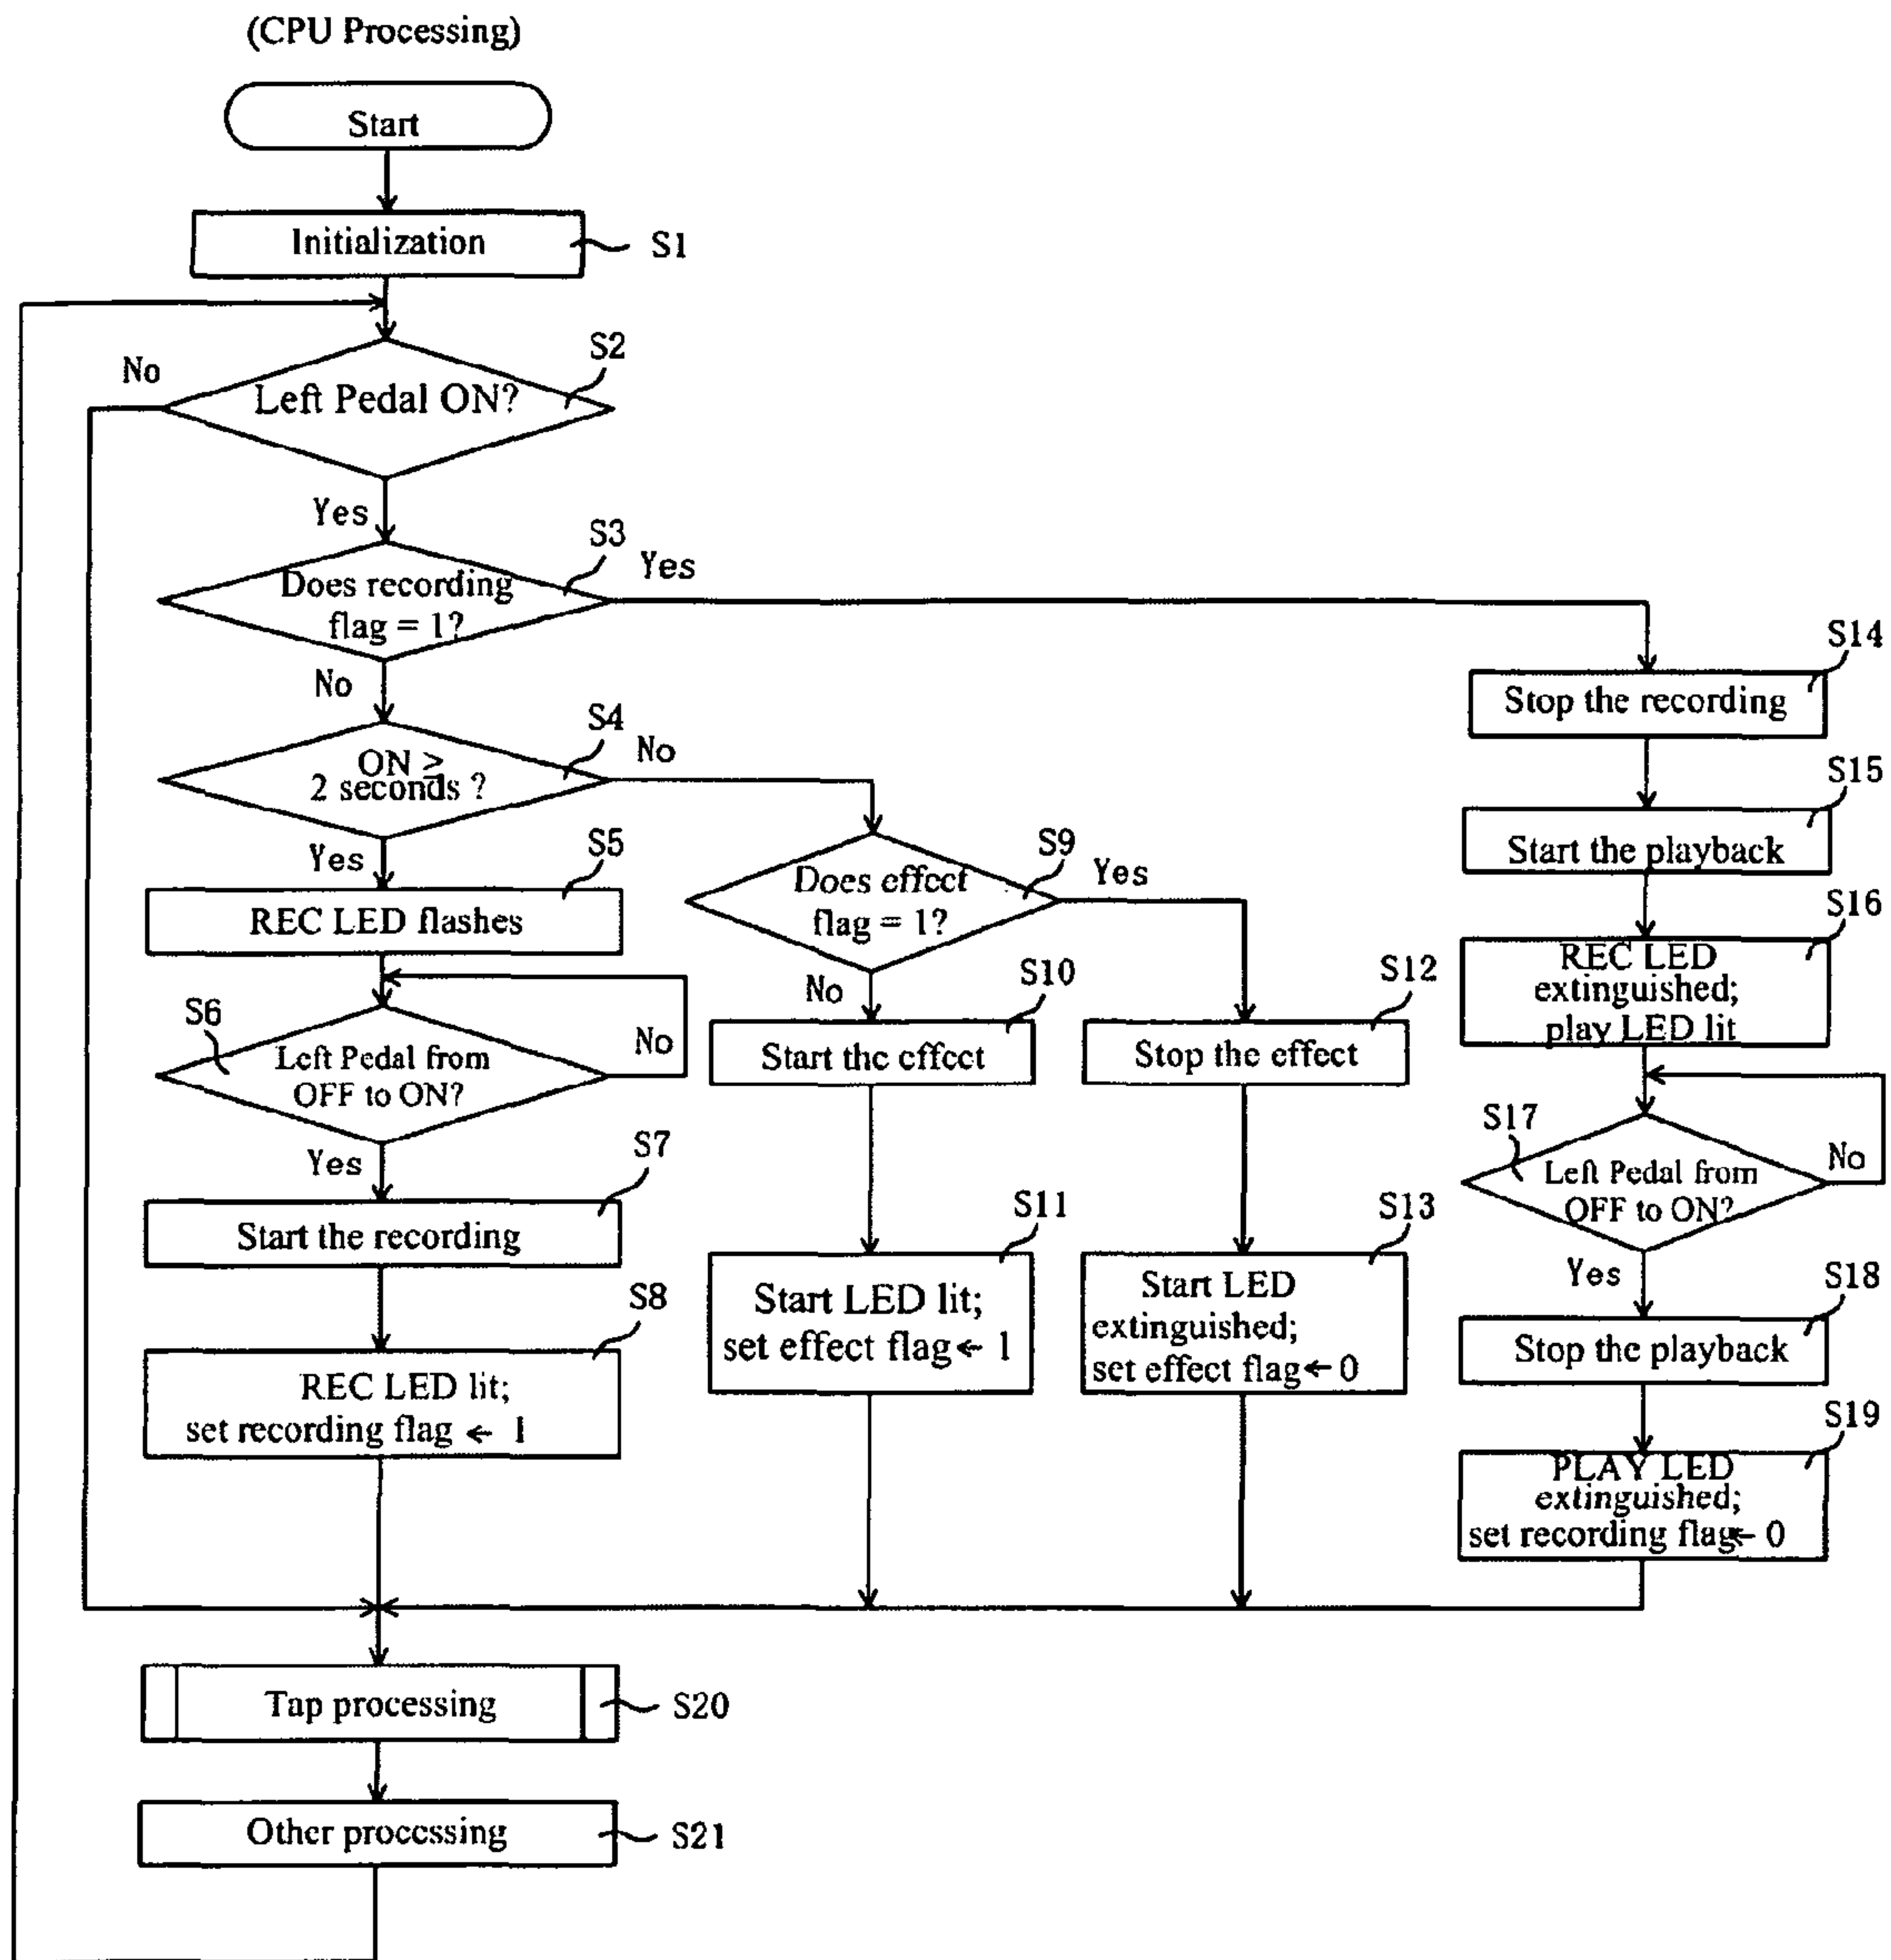 (CPU Processing)
Start
Initialization
S1
S2
No
Left Pedal ON?
Yes
S3
Yes
Does recording
flag = 1?
No
S4
No
ON ≥
2 seconds ?
Yes
S5
REC LED flashes
S6
No
Left Pedal from
OFF to ON?
Yes
S7
Start the recording
S8
REC LED lit;
set recording flag ← 1
S9
Yes
Does effect
flag = 1?
No
S10
Start the effect
S11
Start LED lit;
set effect flag ← 1
S12
Stop the effect
S13
Start LED
extinguished;
set effect flag ← 0
S14
Stop the recording
S15
Start the playback
S16
REC LED
extinguished;
play LED lit
S17
No
Left Pedal from
OFF to ON?
Yes
S18
Stop the playback
S19
PLAY LED
extinguished;
set recording flag ← 0
Tap processing
S20
Other processing
S21